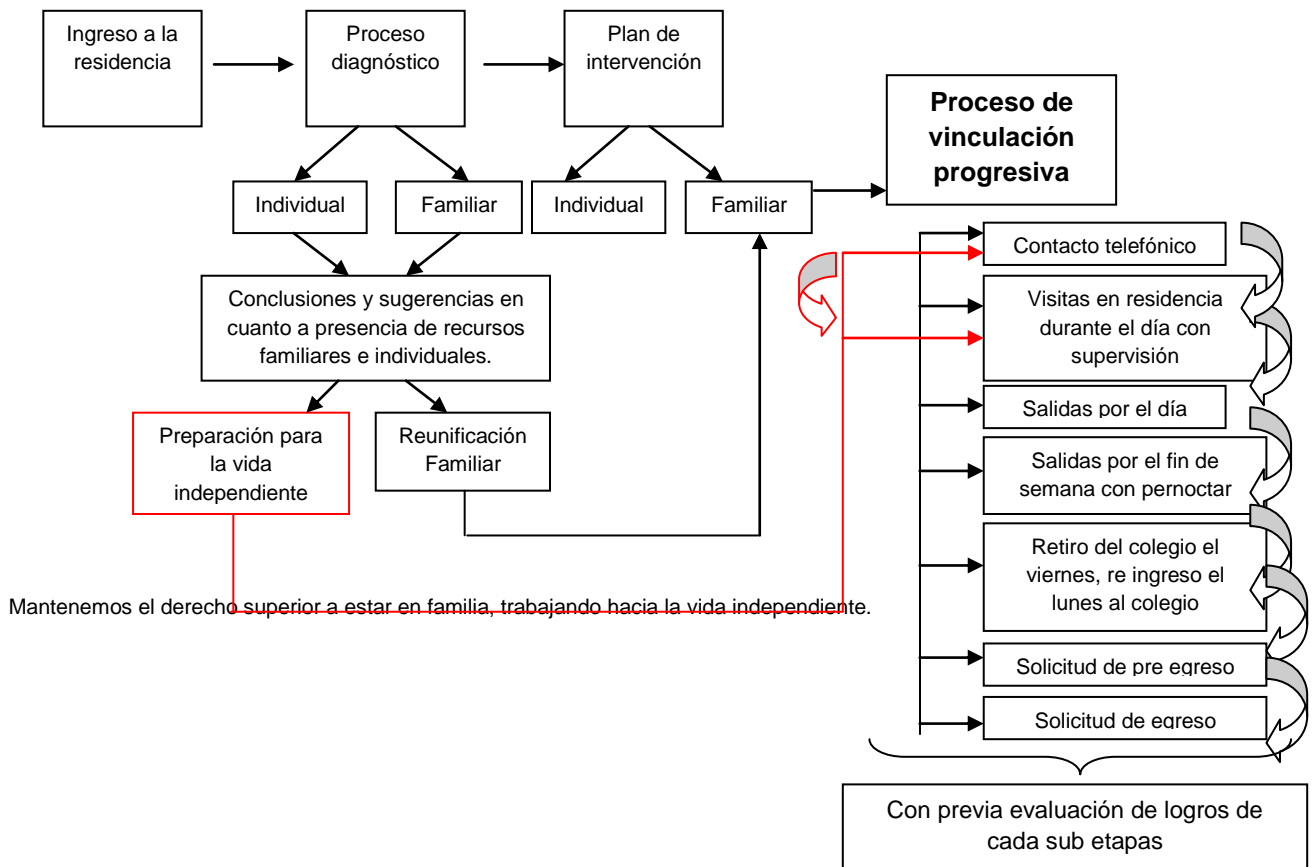 Ingreso a la
residencia
Proceso
diagnóstico
Plan de
intervención
Proceso de
vinculación
progresiva
Individual
Familiar
Individual
Familiar
Contacto telefónico
Conclusiones y sugerencias en
cuanto a presencia de recursos
familiares e individuales.
Visitas en residencia
durante el día con
supervisión
Salidas por el día
Preparación para
la vida
independiente
Reunificación
Familiar
Salidas por el fin de
semana con pernoctar
Retiro del colegio el
viernes, re ingreso el
lunes al colegio
Mantenemos el derecho superior a estar en familia, trabajando hacia la vida independiente.
Solicitud de pre egreso
Solicitud de egreso
Con previa evaluación de logros de
cada sub etapas